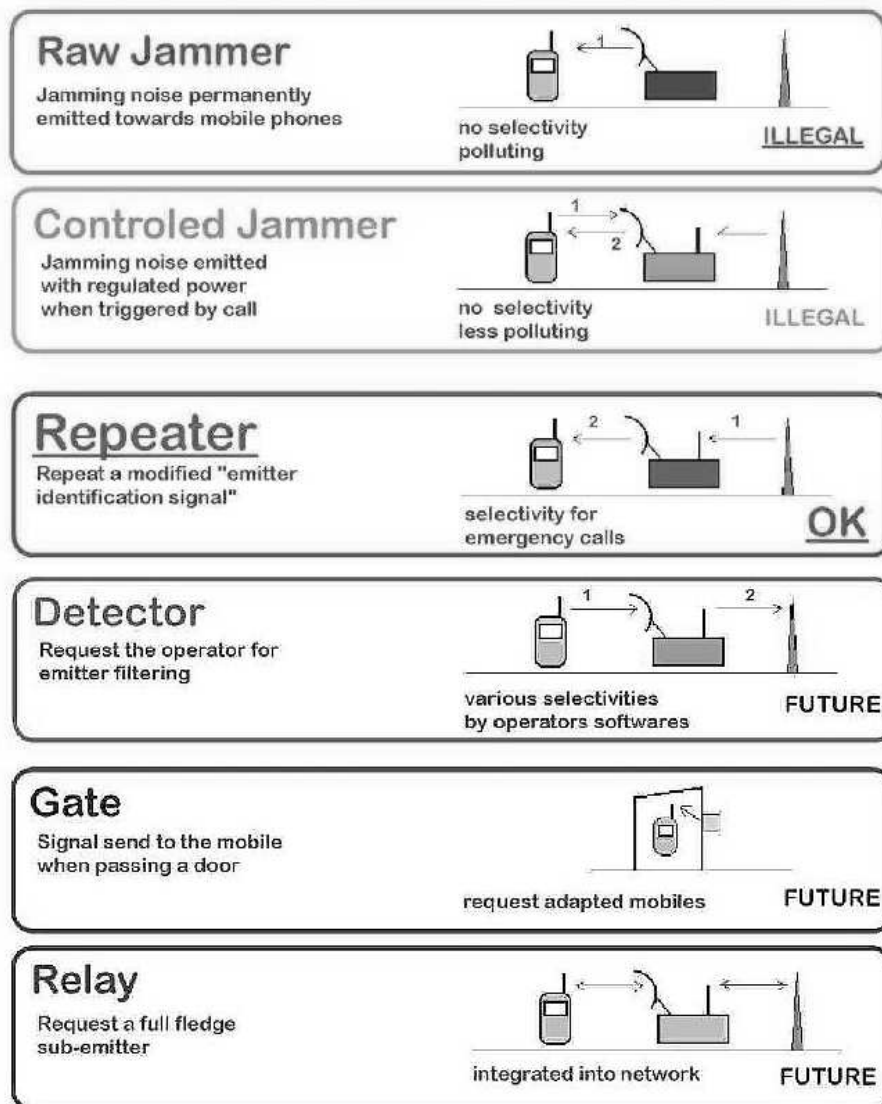 Raw Jammer
Jamming noise permanently
emitted towards mobile phones
1
no selectivity
polluting
ILLEGAL
Controled Jammer
Jamming noise emitted
with regulated power
when triggered by call
1
2
no selectivity
less polluting
ILLEGAL
Repeater
Repeat a modified "emitter
identification signal"
2
1
selectivity for
emergency calls
OK
Detector
Request the operator for
emitter filtering
1
2
various selectivities
by operators softwares
FUTURE
Gate
Signal send to the mobile
when passing a door
request adapted mobiles
FUTURE
Relay
Request a full fledge
sub-emitter
integrated into network
FUTURE